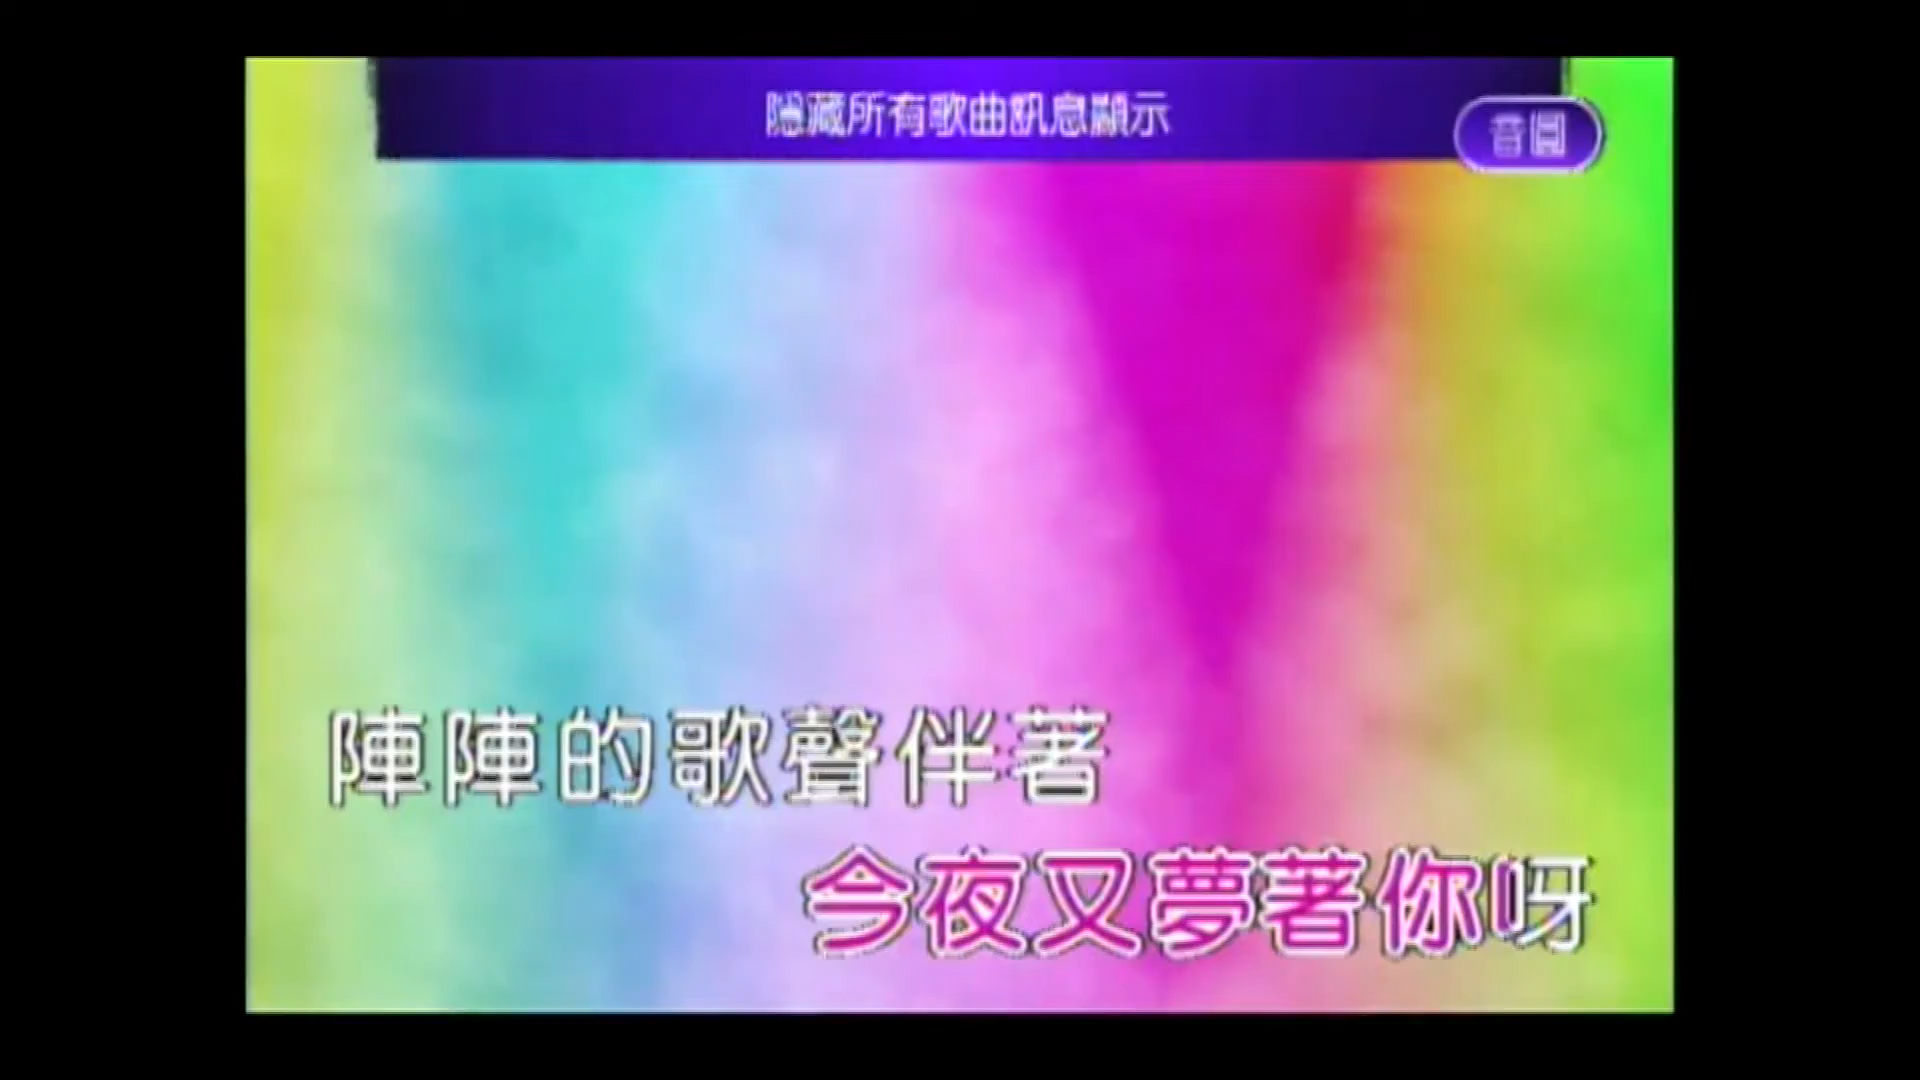 隱藏所有歌曲訊息顯示
音圓
陣陣的歌聲伴著
今夜又夢著你呀